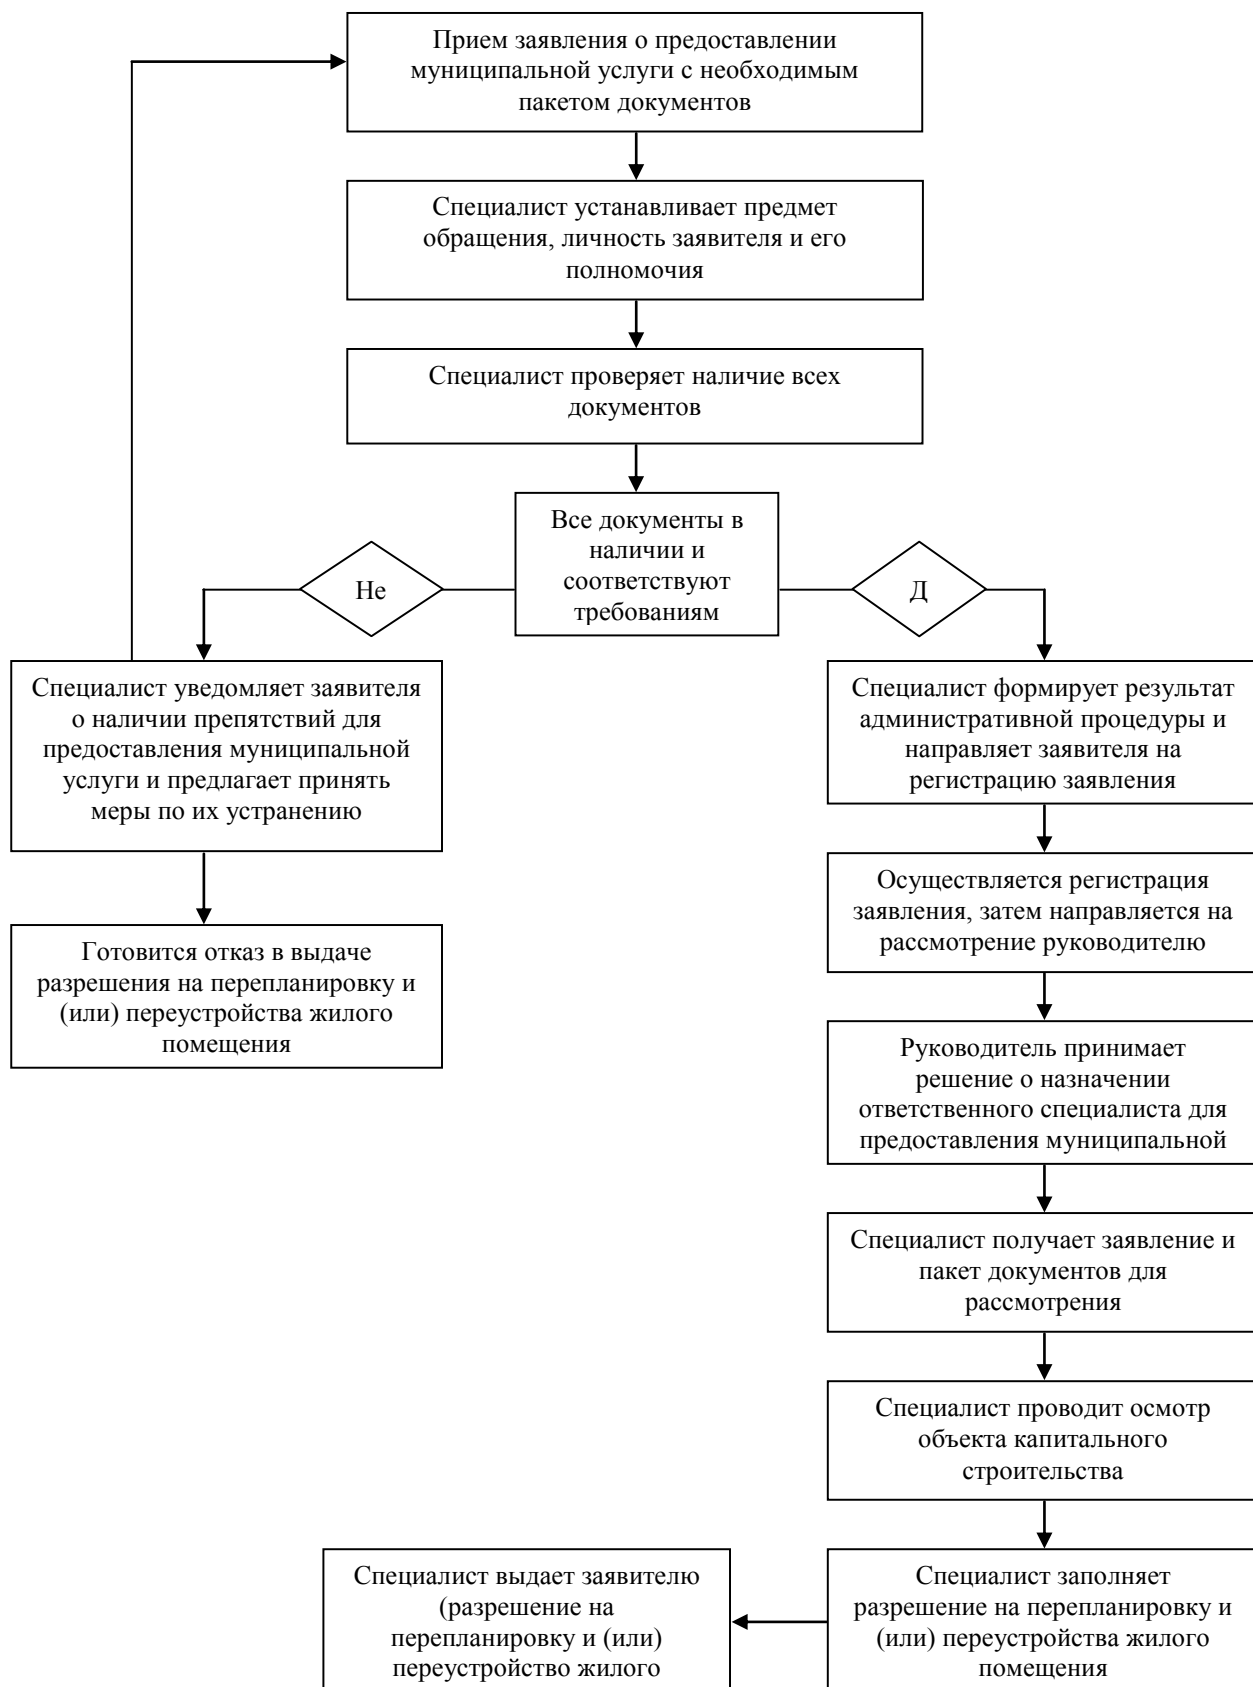 Прием заявления о предоставлении
муниципальной услуги с необходимым
пакетом документов
Специалист устанавливает предмет
обращения, личность заявителя и его
полномочия
Специалист проверяет наличие всех
документов
Все документы в
наличии и
соответствуют
требованиям
Не
Д
Специалист уведомляет заявителя
о наличии препятствий для
предоставления муниципальной
услуги и предлагает принять
меры по их устранению
Готовится отказ в выдаче
разрешения на перепланировку и
(или) переустройства жилого
помещения
Специалист формирует результат
административной процедуры и
направляет заявителя на
регистрацию заявления
Осуществляется регистрация
заявления, затем направляется на
рассмотрение руководителю
Руководитель принимает
решение о назначении
ответственного специалиста для
предоставления муниципальной
Специалист получает заявление и
пакет документов для
рассмотрения
Специалист проводит осмотр
объекта капитального
строительства
Специалист заполняет
разрешение на перепланировку и
(или) переустройства жилого
помещения
Специалист выдает заявителю
(разрешение на
перепланировку и (или)
переустройство жилого